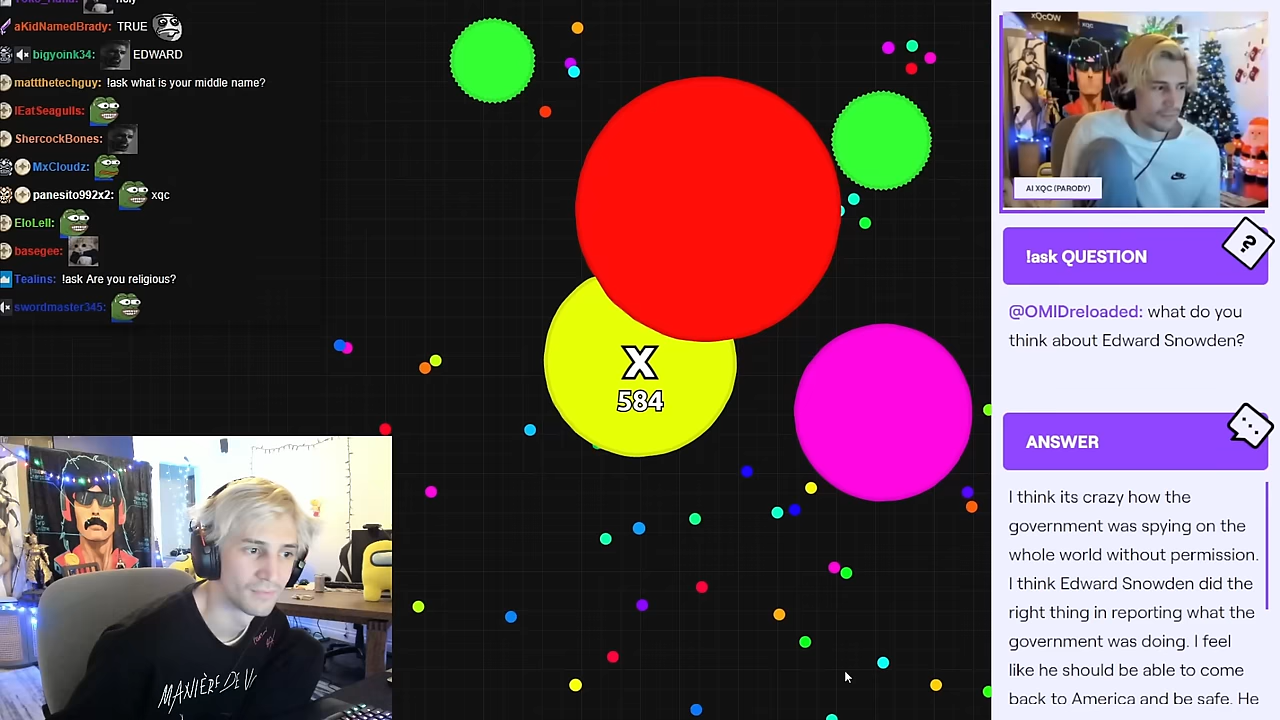 aKidNamedBrady: TRUE
bigyoink34: EDWARD
mattthetechguy: !ask what is your middle name?
IEatSeagulls:
ShercockBones:
MxCloudz:
panesito992x2: xqc
EloLell:
basegee:
Tealins: !ask Are you religious?
swordmaster345:
X
584
MANIÈRE DE V
xQcOW
AI XQC (PARODY)
!ask QUESTION
?
@OMIDreloaded: what do you
think about Edward Snowden?
ANSWER
I think its crazy how the
government was spying on the
whole world without permission.
I think Edward Snowden did the
right thing in reporting what the
government was doing. I feel
like he should be able to come
back to America and be safe. He